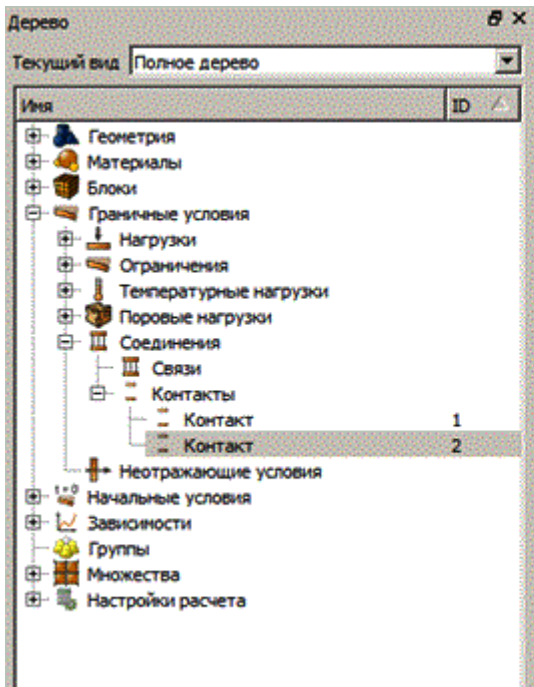 Дерево
Текущий вид Полное дерево
Имя ID
Геометрия
Материалы
Блоки
Граничные условия
Нагрузки
Ограничения
Температурные нагрузки
Поровые нагрузки
Соединения
Связи
Контакты
Контакт 1
Контакт 2
Неотражающие условия
t=0 Начальные условия
Зависимости
Группы
Множества
Настройки расчета